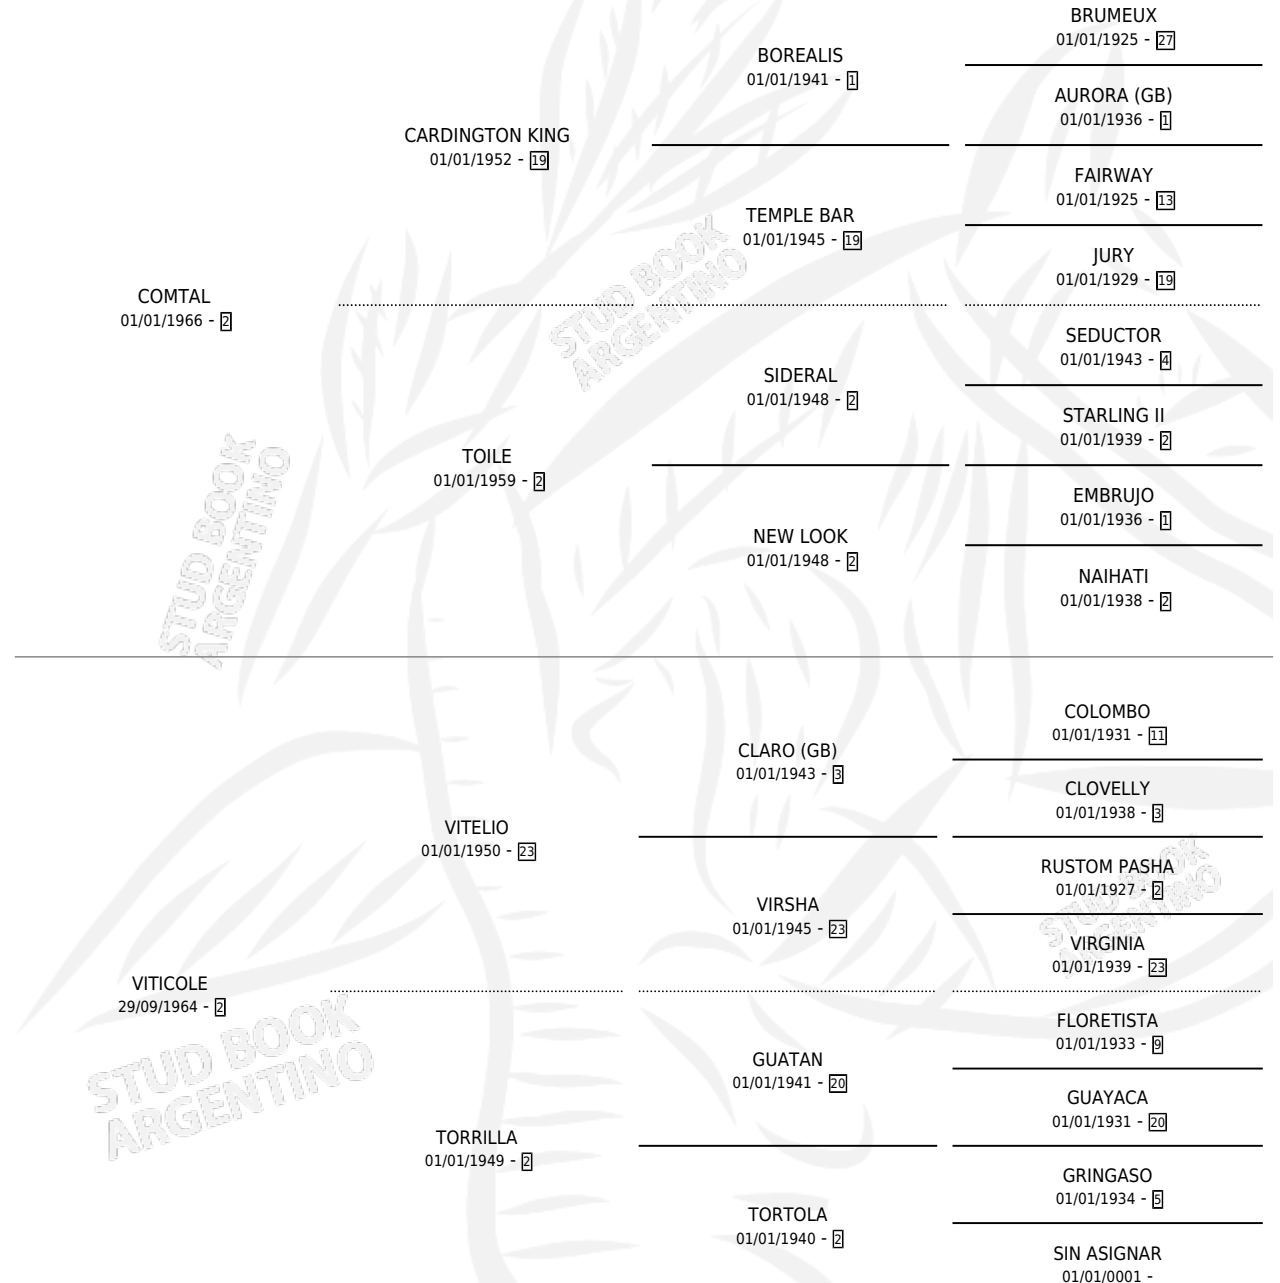 BRUMEUX
01/01/1925 - 27
BOREALIS
01/01/1941 - 1
AURORA (GB)
01/01/1936 - 1
CARDINGTON KING
01/01/1952 - 19
FAIRWAY
01/01/1925 - 13
TEMPLE BAR
01/01/1945 - 19
JURY
01/01/1929 - 19
COMTAL
01/01/1966 - 2
SEDUCTOR
01/01/1943 - 4
SIDERAL
01/01/1948 - 2
STARLING II
01/01/1939 - 2
TOILE
01/01/1959 - 2
EMBRUJO
01/01/1936 - 1
NEW LOOK
01/01/1948 - 2
NAIHATI
01/01/1938 - 2
COLOMBO
01/01/1931 - 11
CLARO (GB)
01/01/1943 - 3
CLOVELLY
01/01/1938 - 3
VITELIO
01/01/1950 - 23
RUSTOM PASHA
01/01/1927 - 2
VIRSHA
01/01/1945 - 23
VIRGINIA
01/01/1939 - 23
VITICOLE
29/09/1964 - 2
FLORETISTA
01/01/1933 - 9
GUATAN
01/01/1941 - 20
GUAYACA
01/01/1931 - 20
TORRILLA
01/01/1949 - 2
GRINGASO
01/01/1934 - 5
TORTOLA
01/01/1940 - 2
SIN ASIGNAR
01/01/0001 -
STUD BOOK
ARGENTINO
STUD BOOK
ARGENTINO
STUD BOOK
ARGENTINO
STUD BOOK
ARGENTINO